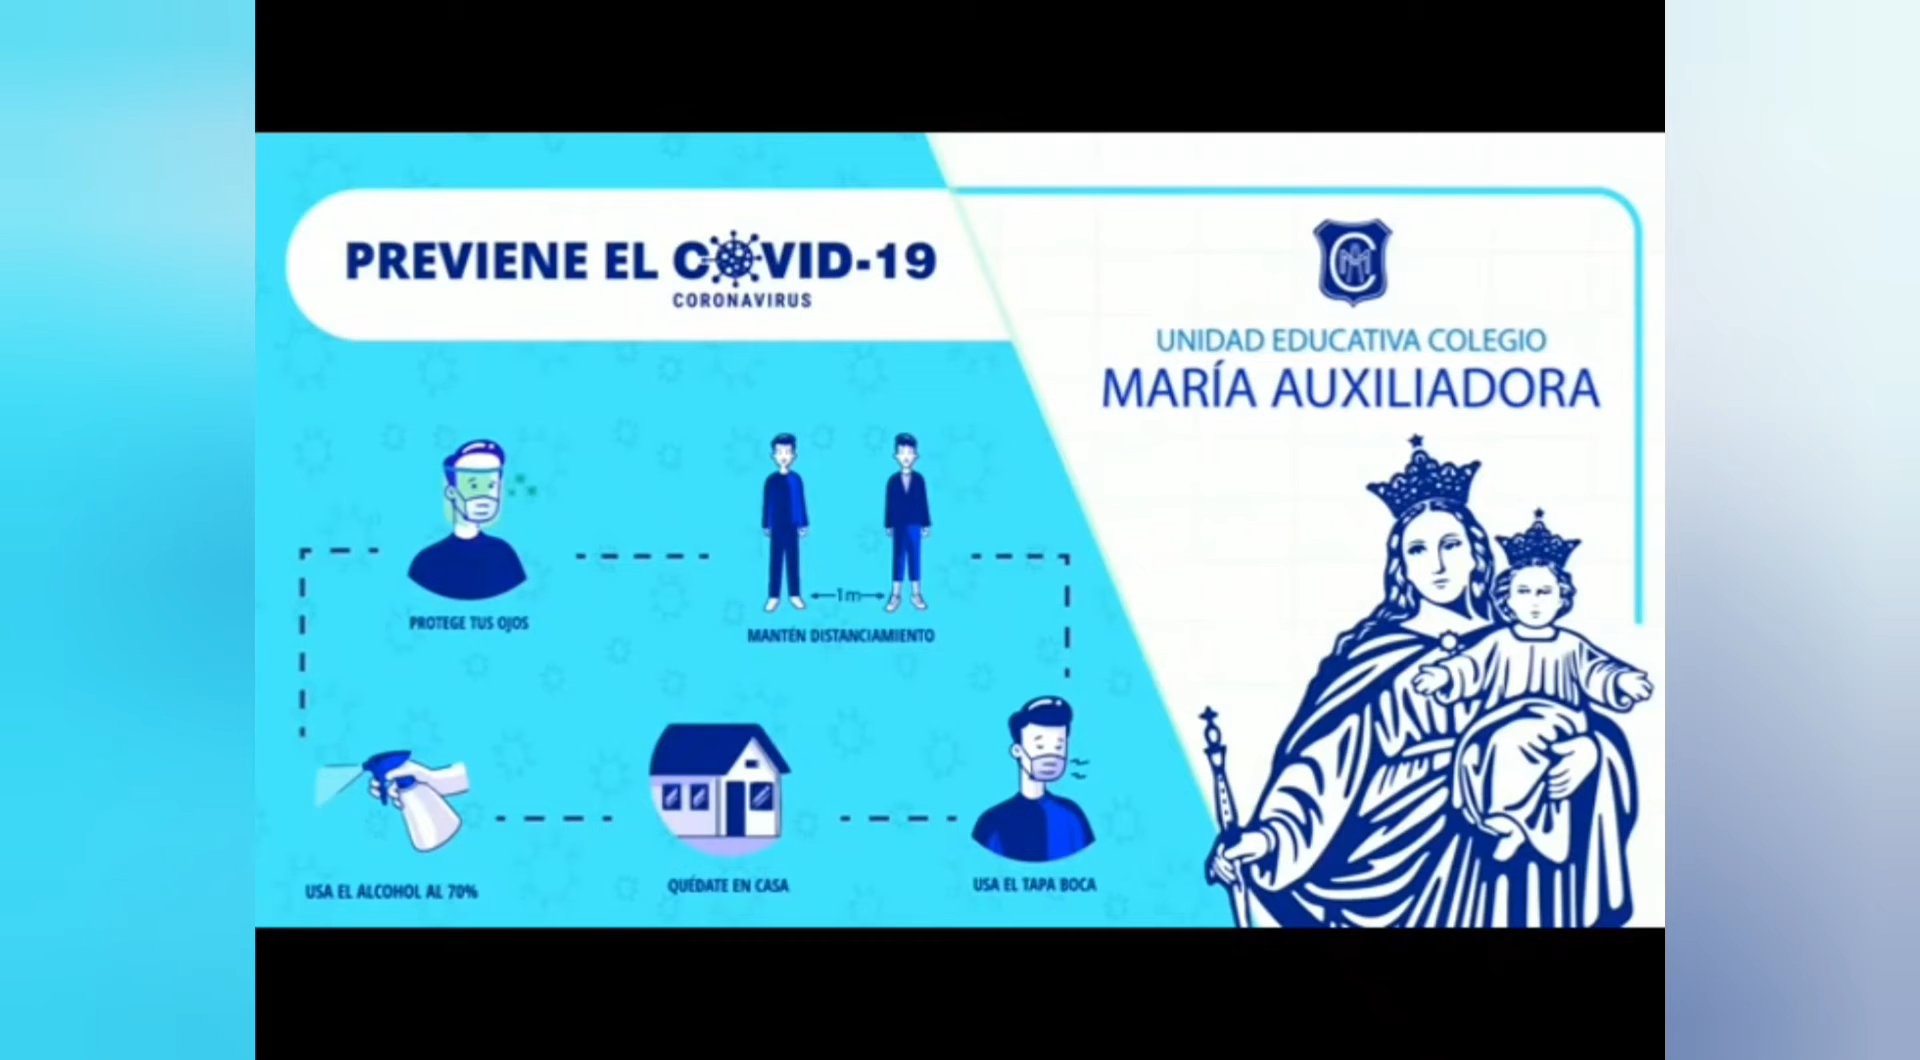 PREVIENE EL COVID-19
CORONAVIRUS
PROTEGE TUS OJOS
1m
MANTÉN DISTANCIAMIENTO
USA EL ALCOHOL AL 70%
QUÉDATE EN CASA
USA EL TAPA BOCA
UNIDAD EDUCATIVA COLEGIO
MARÍA AUXILIADORA